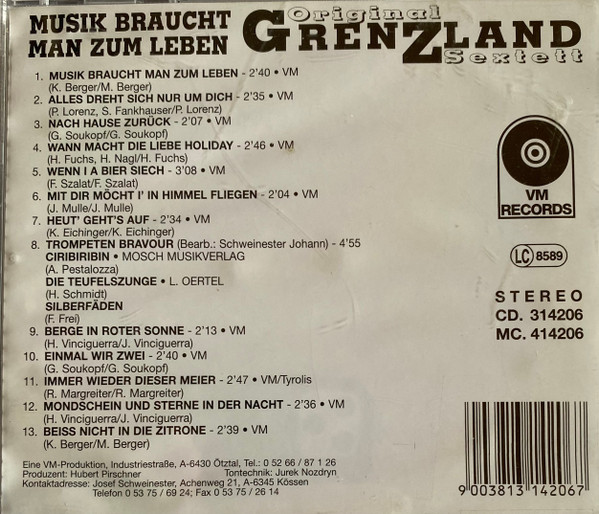 MUSIK BRAUCHT
MAN ZUM LEBEN
Original
GRENZLAND
Sextett
1. MUSIK BRAUCHT MAN ZUM LEBEN - 2'40 • VM
(K. Berger/M. Berger)
2. ALLES DREHT SICH NUR UM DICH - 2'35 • VM
(P. Lorenz, S. Fankhauser/P. Lorenz)
3. NACH HAUSE ZURÜCK - 2'07 • VM
(G. Soukopf/G. Soukopf)
4. WANN MACHT DIE LIEBE HOLIDAY - 2'46 • VM
(H. Fuchs, H. Nagl/H. Fuchs)
5. WENN I A BIER SIECH - 3'08 • VM
(F. Szalat/F. Szalat)
6. MIT DIR MÖCHT I' IN HIMMEL FLIEGEN - 2'04 • VM
(J. Mulle/J. Mulle)
7. HEUT' GEHT'S AUF - 2'34 • VM
(K. Eichinger/K. Eichinger)
8. TROMPETEN BRAVOUR (Bearb.: Schweinester Johann) - 4'55
CIRIBIRIBIN • MOSCH MUSIKVERLAG
(A. Pestalozza)
DIE TEUFELSZUNGE • L. OERTEL
(H. Schmidt)
SILBERFÄDEN
(F. Frei)
9. BERGE IN ROTER SONNE - 2'13 • VM
(H. Vinciguerra/J. Vinciguerra)
10. EINMAL WIR ZWEI - 2'40 • VM
(G. Soukopf/G. Soukopf)
11. IMMER WIEDER DIESER MEIER - 2'47 • VM/Tyrolis
(R. Margreiter/R. Margreiter)
12. MONDSCHEIN UND STERNE IN DER NACHT - 2'36 • VM
(H. Vinciguerra/J. Vinciguerra)
13. BEISS NICHT IN DIE ZITRONE - 2'39 • VM
(K. Berger/M. Berger)
VM
RECORDS
LC 8589
STEREO
CD. 314206
MC. 414206
Eine VM-Produktion, Industriestraße, A-6430 Ötztal, Tel.: 0 52 66 / 87 1 26
Produzent: Hubert Pirschner Tontechnik: Jurek Nozdryn
Kontaktadresse: Josef Schweinester, Achenweg 21, A-6345 Kössen
Telefon 0 53 75 / 69 24; Fax 0 53 75 / 26 14
9 003813 142067